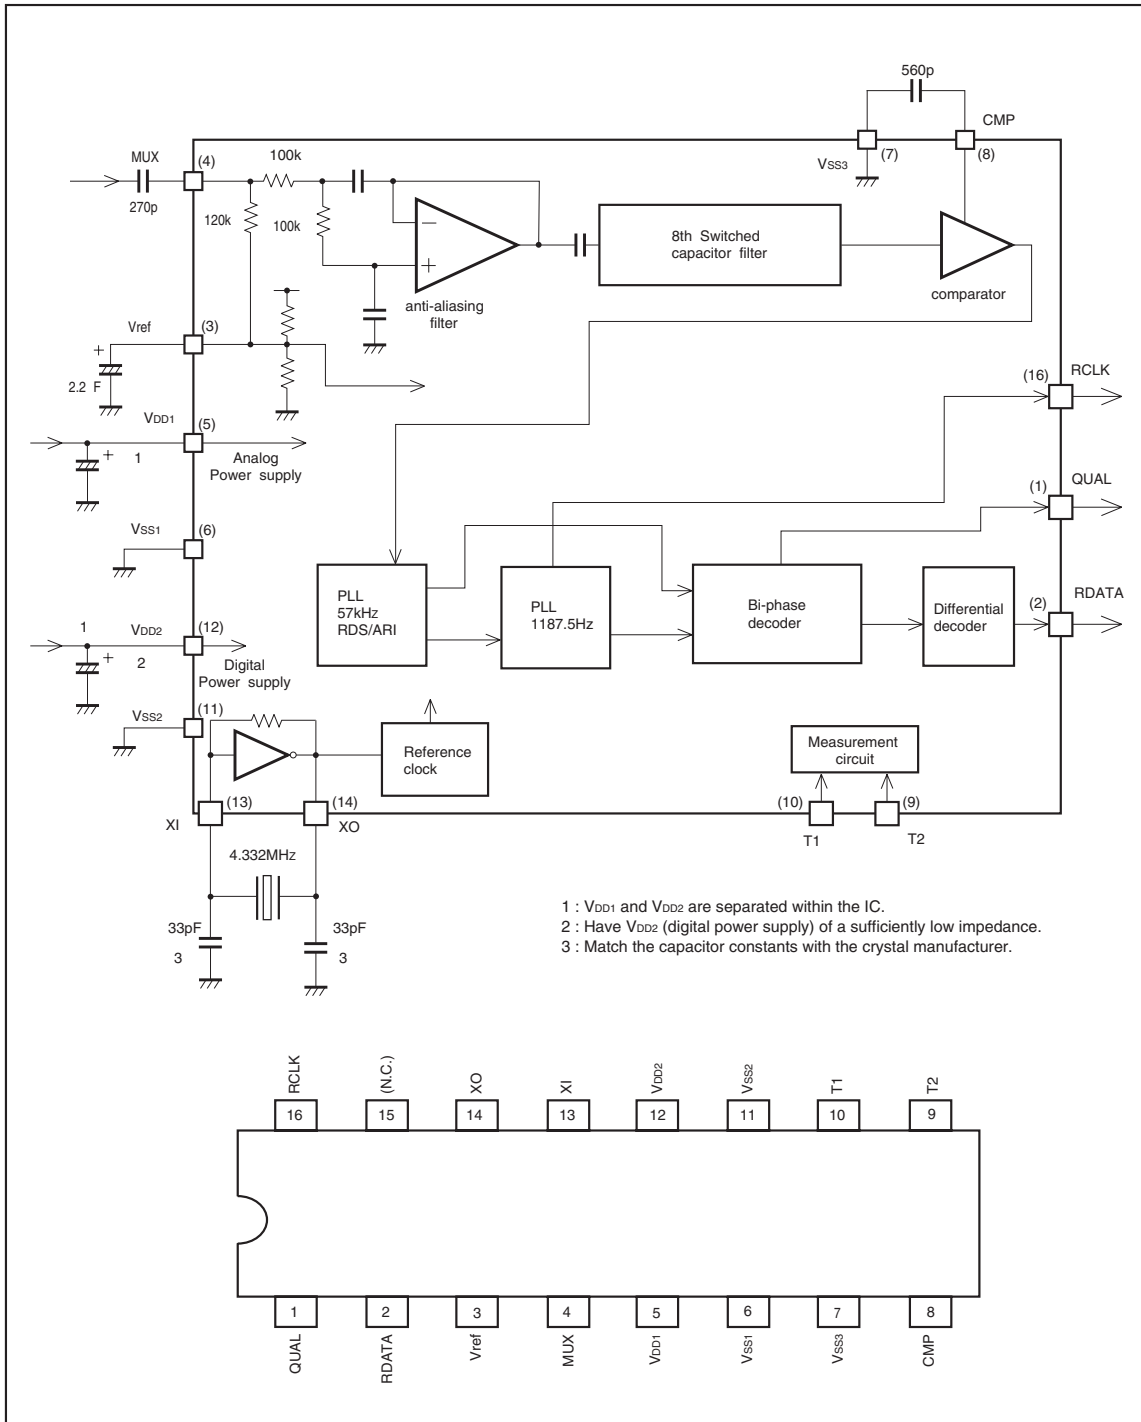 560p
CMP
MUX
(4)
100k
VSS3
(7)
(8)
270p
120k
100k
8th Switched
capacitor filter
−
+
anti-aliasing
filter
comparator
Vref
(3)
+
2.2 F
(16)
RCLK
VDD1
(5)
+
1
Analog
Power supply
(1)
QUAL
VSS1
(6)
PLL
57kHz
RDS/ARI
PLL
1187.5Hz
Bi-phase
decoder
Differential
decoder
(2)
RDATA
1
VDD2
(12)
+
2
Digital
Power supply
VSS2
(11)
Reference
clock
Measurement
circuit
(13)
(14)
(10)
(9)
XI
XO
T1
T2
4.332MHz
33pF
3
33pF
3
1 : VDD1 and VDD2 are separated within the IC.
2 : Have VDD2 (digital power supply) of a sufficiently low impedance.
3 : Match the capacitor constants with the crystal manufacturer.
RCLK
(N.C.)
XO
XI
VDD2
VSS2
T1
T2
16
15
14
13
12
11
10
9
1
2
3
4
5
6
7
8
QUAL
RDATA
Vref
MUX
VDD1
VSS1
VSS3
CMP